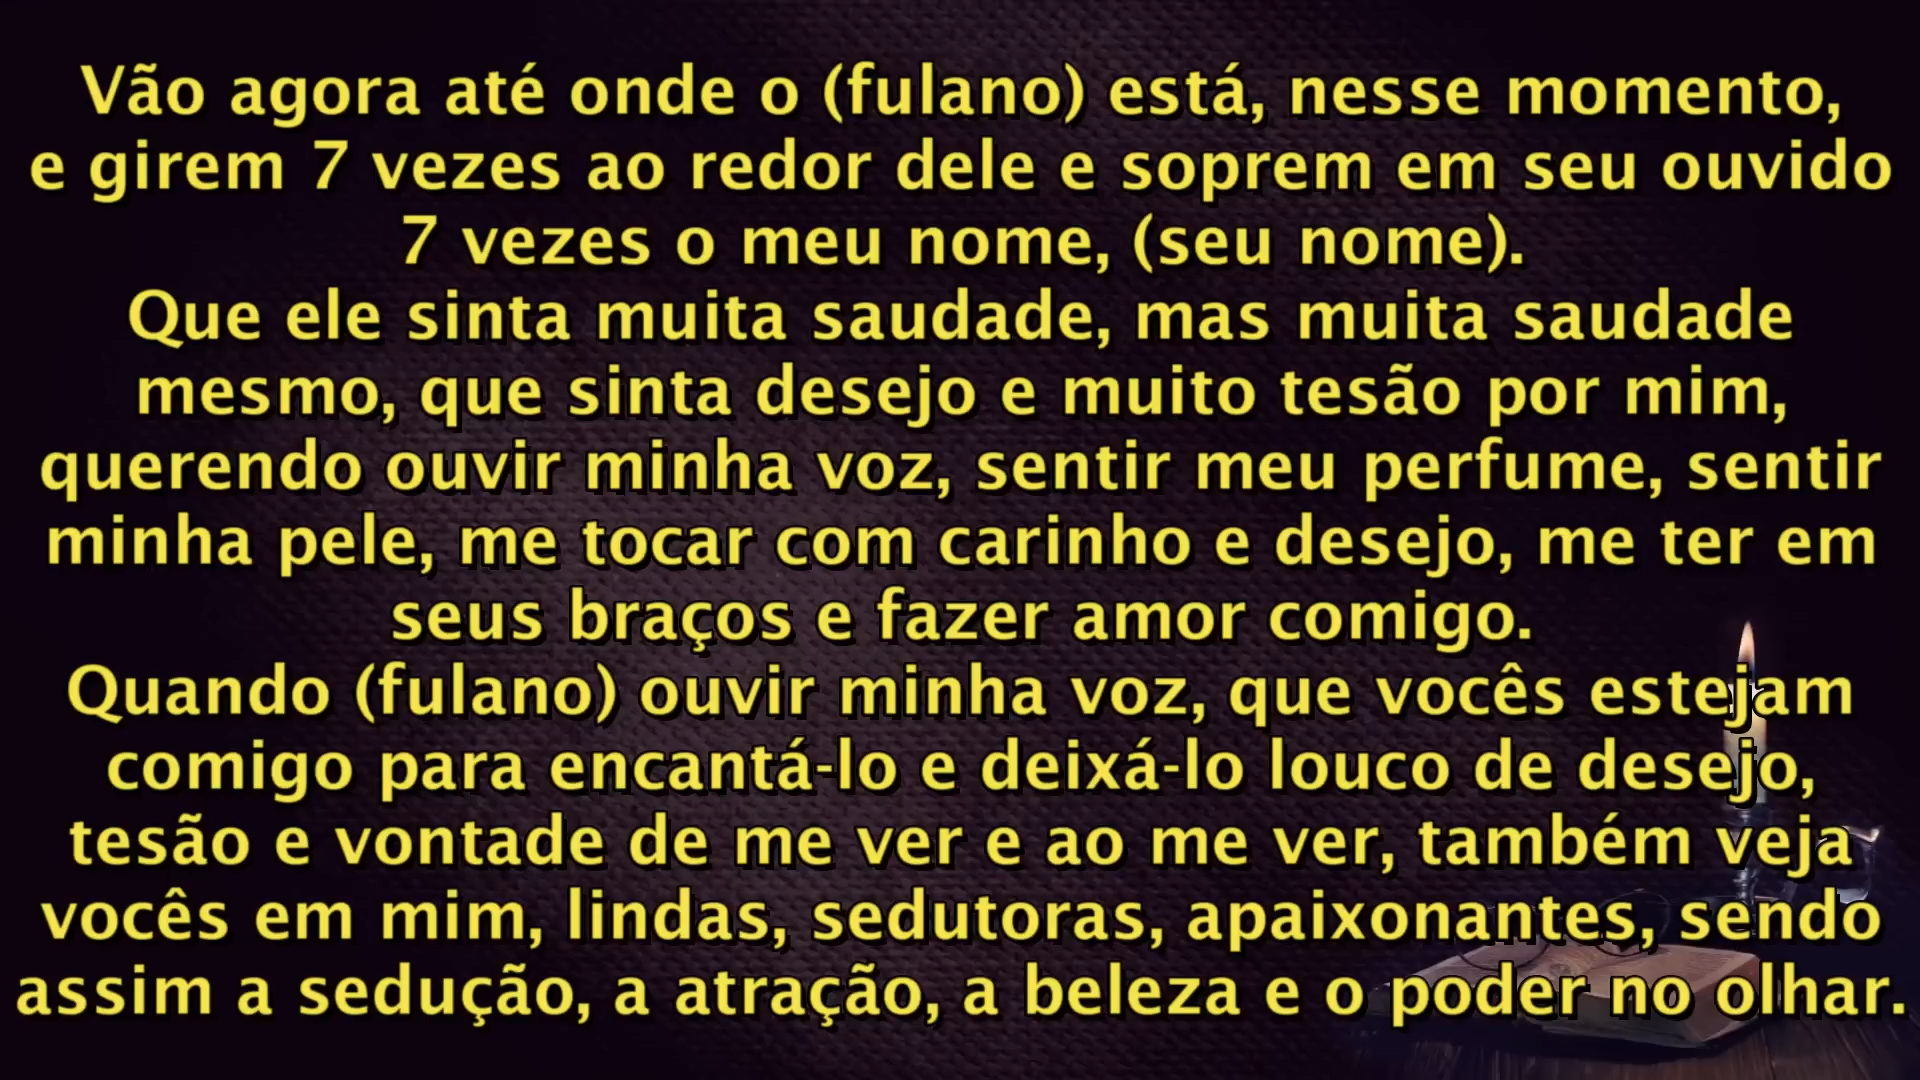 Vão agora até onde o (fulano) está, nesse momento,
e girem 7 vezes ao redor dele e soprem em seu ouvido
7 vezes o meu nome, (seu nome).
Que ele sinta muita saudade, mas muita saudade
mesmo, que sinta desejo e muito tesão por mim,
querendo ouvir minha voz, sentir meu perfume, sentir
minha pele, me tocar com carinho e desejo, me ter em
seus braços e fazer amor comigo.
Quando (fulano) ouvir minha voz, que vocês estejam
comigo para encantá-lo e deixá-lo louco de desejo,
tesão e vontade de me ver e ao me ver, também veja
vocês em mim, lindas, sedutoras, apaixonantes, sendo
assim a sedução, a atração, a beleza e o poder no olhar.